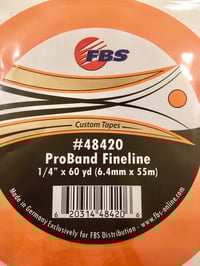 FBS
Custom Tapes
#48420
ProBand Fineline
1/4" x 60 yd (6.4mm x 55m)
6 20314 48420 6
Made in Germany Exclusively for FBS Distribution - www.fbs-online.com